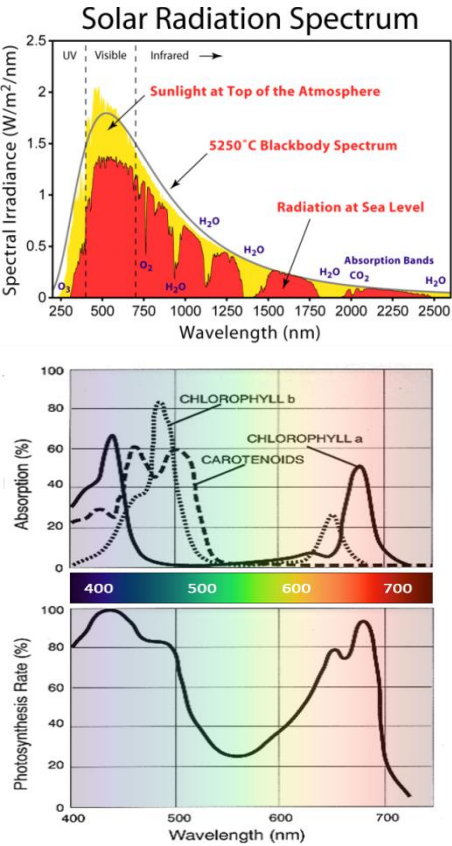 Solar Radiation Spectrum
Spectral Irradiance (W/m²/nm)
2.5
2
1.5
1
0.5
0
UV
Visible
Infrared
Sunlight at Top of the Atmosphere
5250°C Blackbody Spectrum
Radiation at Sea Level
H₂O
H₂O
Absorption Bands
H₂O
CO₂
H₂O
O₂
O₃
H₂O
250 500 750 1000 1250 1500 1750 2000 2250 2500
Wavelength (nm)
Absorption (%)
100
80
60
40
20
0
CHLOROPHYLL b
CHLOROPHYLL a
CAROTENOIDS
400 500 600 700
Photosynthesis Rate (%)
100
80
60
40
20
0
400 500 600 700
Wavelength (nm)